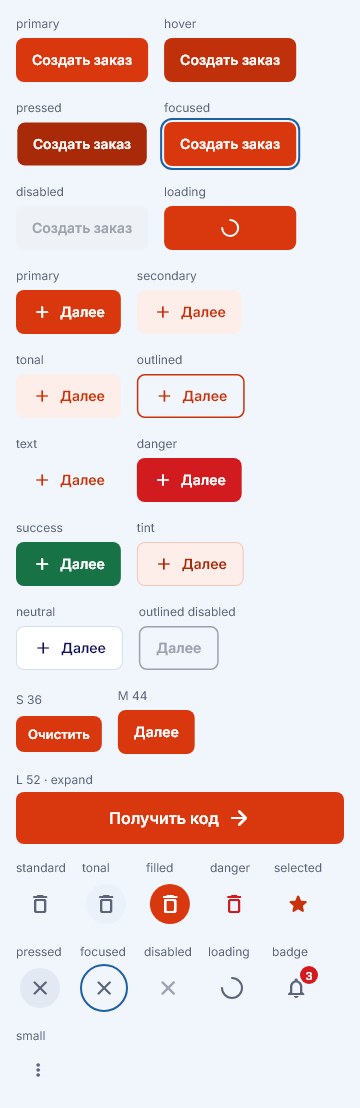 primary hover
Создать заказ Создать заказ
pressed focused
Создать заказ Создать заказ
disabled loading
Создать заказ
primary secondary
Далее Далее
tonal outlined
Далее Далее
text danger
Далее Далее
success tint
Далее Далее
neutral outlined disabled
Далее Далее
S 36 M 44
Очистить Далее
L 52 · expand
Получить код
standard tonal filled danger selected
pressed focused disabled loading badge
3
small